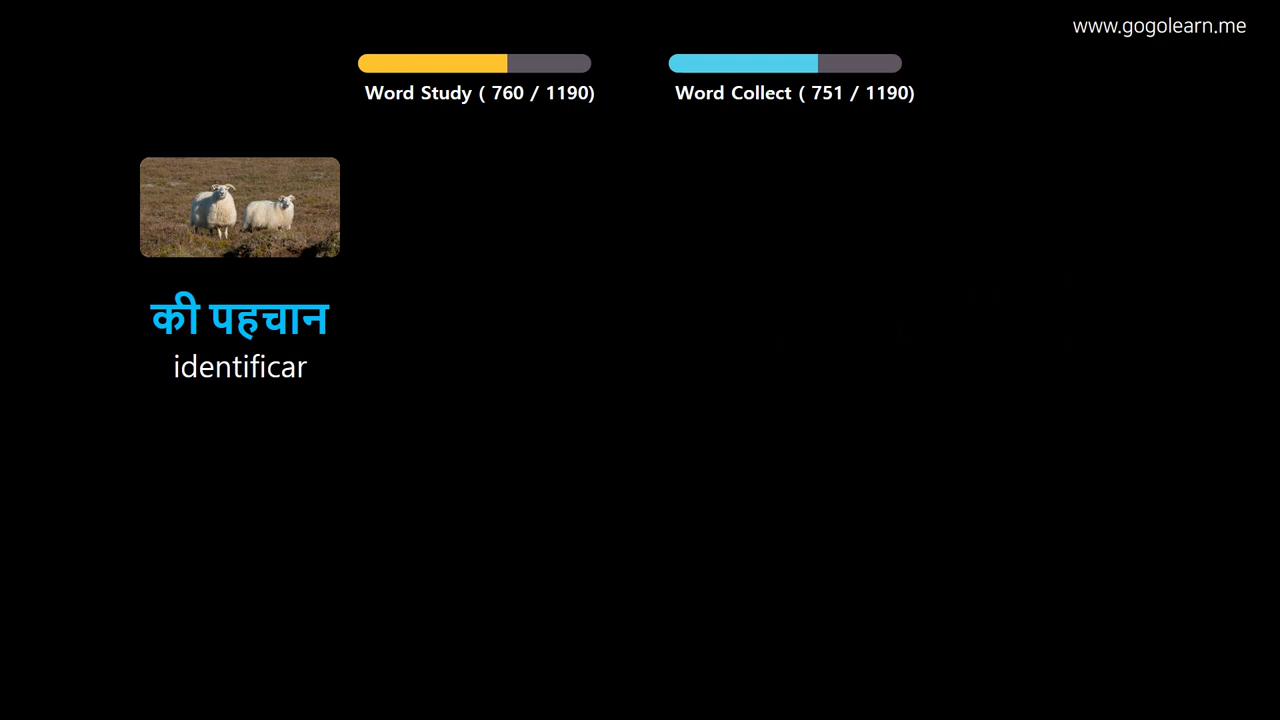 www.gogolearn.me
Word Study ( 760 / 1190)
Word Collect ( 751 / 1190)
की पहचान
identificar